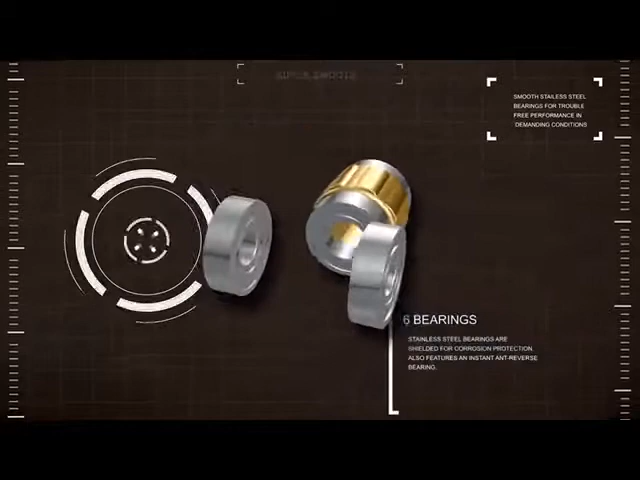 SMOOTH STAILESS STEEL
BEARINGS FOR TROUBLE
FREE PERFORMANCE IN
DEMANDING CONDITIONS
6 BEARINGS
STAINLESS STEEL BEARINGS ARE
SHIELDED FOR CORROSION PROTECTION.
ALSO FEATURES AN INSTANT ANT-REVERSE
BEARING.